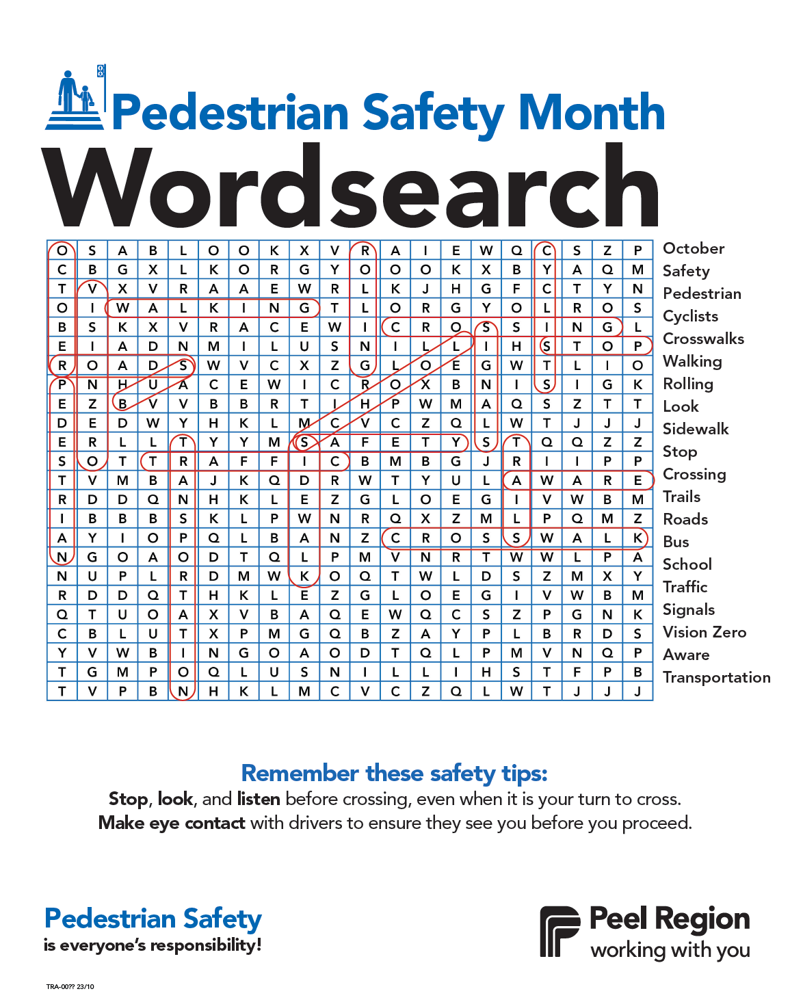 Pedestrian Safety Month
Wordsearch
O S A B L O O K X V R A I E W Q C S Z P
C B G X L K O R G Y O O O K X B Y A Q M
T V X V R A A E W R L K J H G F C T Y N
O I W A L K I N G T L O R G Y O L R O S
B S K X V R A C E W I C R O S S I N G L
E I A D N M I L U S N I L L I H S T O P
R O A D S W V C X Z G L O E G W T L I O
P N H U A C E W I C R O X B N I S I G K
E Z B V V B B R T I H P W M A Q S Z T T
D E D W Y H K L M C V C Z Q L W T J J J
E R L L T Y Y M S A F E T Y S T Q Q Z Z
S O T T R A F F I C B M B G J R I I P P
T V M B A J K Q D R W T Y U L A W A R E
R D D Q N H K L E Z G L O E G I V W B M
I B B B S K L P W N R Q X Z M L P Q M Z
A Y I O P Q L B A N Z C R O S S W A L K
N G O A O D T Q L P M V N R T W W L P A
N U P L R D M W K O Q T W L D S Z M X Y
R D D Q T H K L E Z G L O E G I V W B M
Q T U O A X V B A Q E W Q C S Z P G N K
C B L U T X P M G Q B Z A Y P L B R D S
Y V W B I N G O A O D T Q L P M V N Q P
T G M P O Q L U S N I L L I H S T F P B
T V P B N H K L M C V C Z Q L W T J J J
October
Safety
Pedestrian
Cyclists
Crosswalks
Walking
Rolling
Look
Sidewalk
Stop
Crossing
Trails
Roads
Bus
School
Traffic
Signals
Vision Zero
Aware
Transportation
Remember these safety tips:
Stop, look, and listen before crossing, even when it is your turn to cross.
Make eye contact with drivers to ensure they see you before you proceed.
Pedestrian Safety
is everyone's responsibility!
Peel Region
working with you
TRA-00?? 23/10